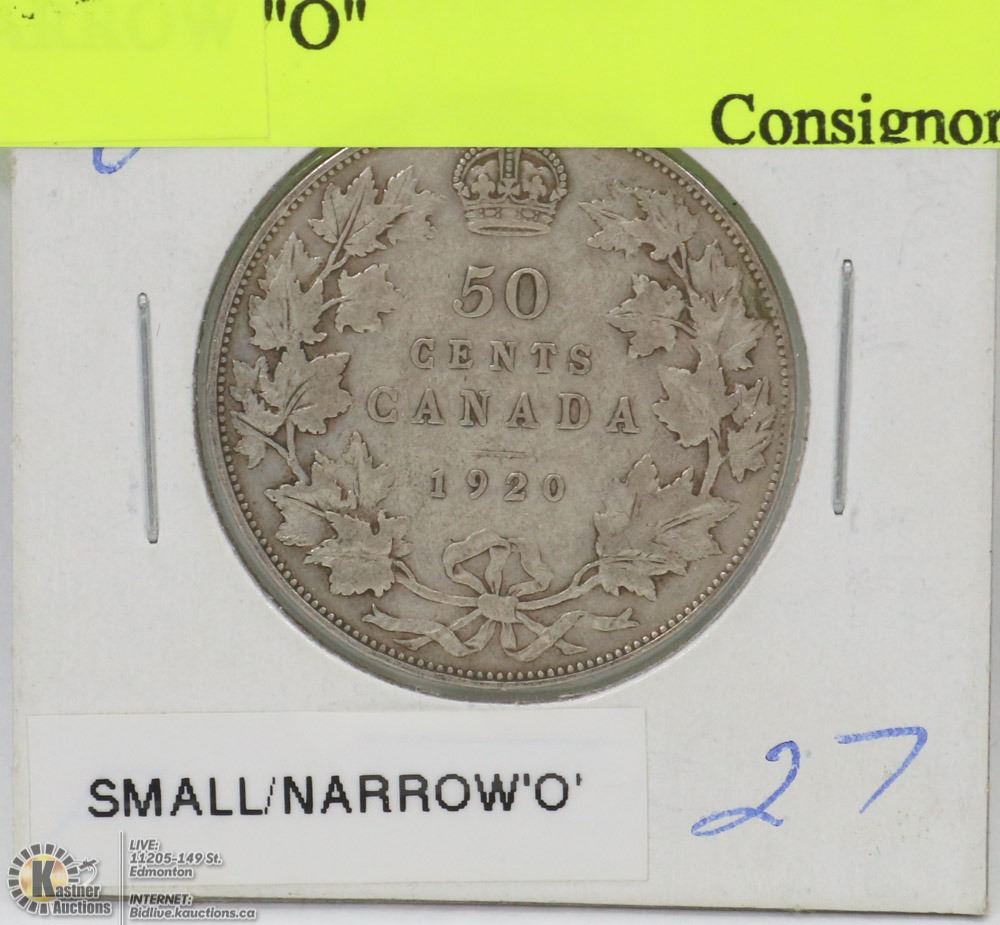 "O"
Consignor
50
CENTS
CANADA
1920
SMALL/NARROW'O'
27
Kastner
Auctions
LIVE:
11205-149 St.
Edmonton
INTERNET:
Bidlive.kauctions.ca